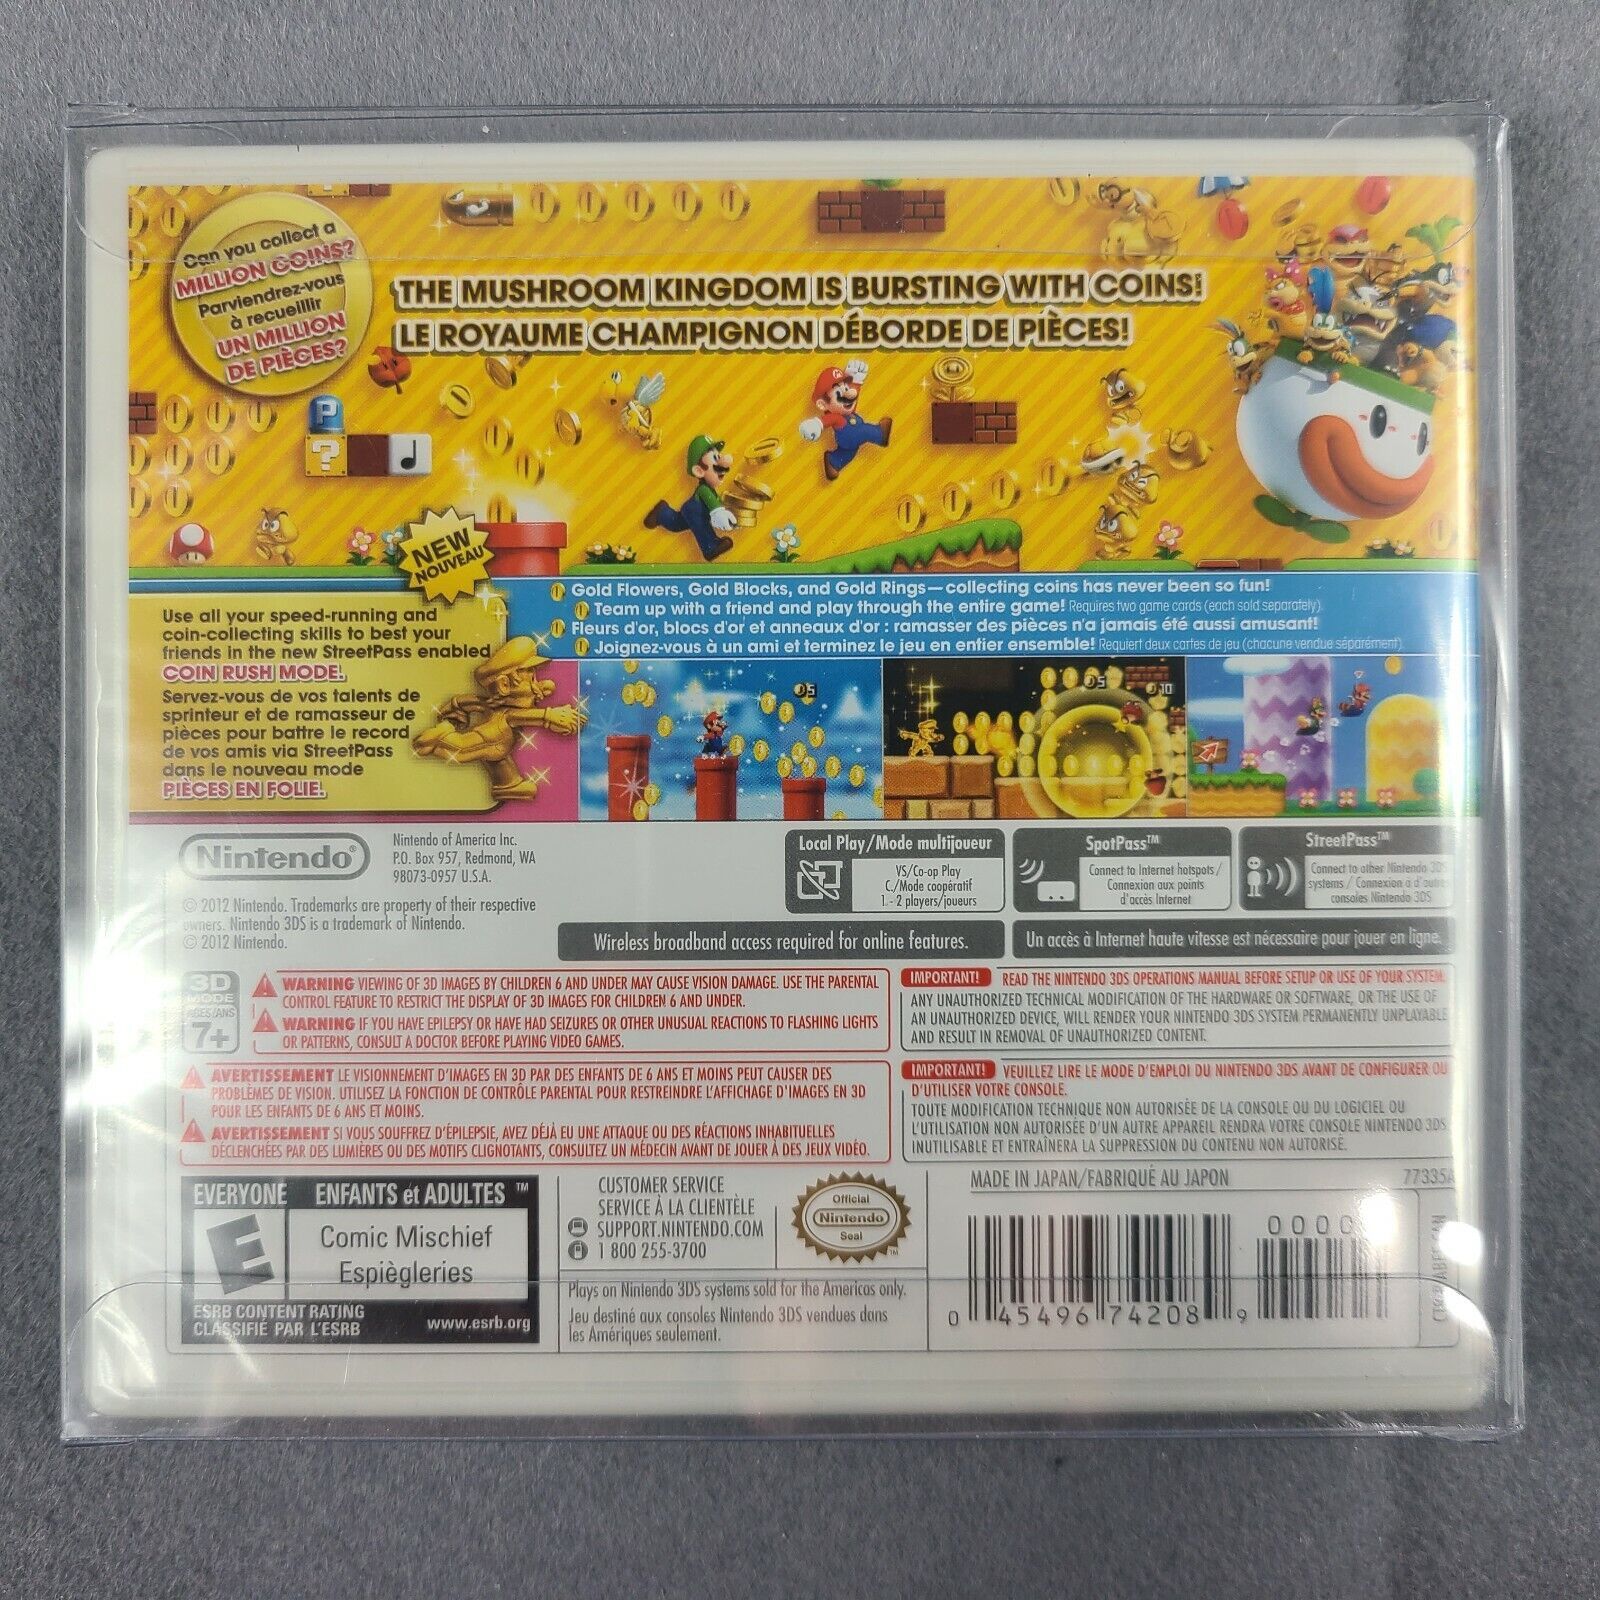 Can you collect a
MILLION COINS?
Parviendrez-vous
à recueillir
UN MILLION
DE PIÈCES?
THE MUSHROOM KINGDOM IS BURSTING WITH COINS!
LE ROYAUME CHAMPIGNON DÉBORDE DE PIÈCES!
P
?
NEW
NOUVEAU
Use all your speed-running and
coin-collecting skills to best your
friends in the new StreetPass enabled
COIN RUSH MODE.
Servez-vous de vos talents de
sprinteur et de ramasseur de
pièces pour battre le record
de vos amis via StreetPass
dans le nouveau mode
PIÈCES EN FOLIE.
Gold Flowers, Gold Blocks, and Gold Rings—collecting coins has never been so fun!
Team up with a friend and play through the entire game! Requires two game cards (each sold separately).
Fleurs d'or, blocs d'or et anneaux d'or : ramasser des pièces n'a jamais été aussi amusant!
Joignez-vous à un ami et terminez le jeu en entier ensemble! Requiert deux cartes de jeu (chacune vendue séparément).
5
5
10
Nintendo®
Nintendo of America Inc.
P.O. Box 957, Redmond, WA
98073-0957 U.S.A.
© 2012 Nintendo. Trademarks are property of their respective
owners. Nintendo 3DS is a trademark of Nintendo.
© 2012 Nintendo.
Local Play/Mode multijoueur
VS/Co-op Play
C./Mode coopératif
1.- 2 players/joueurs
SpotPass™
Connect to Internet hotspots /
Connexion aux points
d'accès Internet
StreetPass™
Connect to other Nintendo 3DS
systems / Connexion à d'autres
consoles Nintendo 3DS
Wireless broadband access required for online features.
Un accès à Internet haute vitesse est nécessaire pour jouer en ligne.
3D
MODE
AGES/ANS
7+
WARNING VIEWING OF 3D IMAGES BY CHILDREN 6 AND UNDER MAY CAUSE VISION DAMAGE. USE THE PARENTAL
CONTROL FEATURE TO RESTRICT THE DISPLAY OF 3D IMAGES FOR CHILDREN 6 AND UNDER.
WARNING IF YOU HAVE EPILEPSY OR HAVE HAD SEIZURES OR OTHER UNUSUAL REACTIONS TO FLASHING LIGHTS
OR PATTERNS, CONSULT A DOCTOR BEFORE PLAYING VIDEO GAMES.
AVERTISSEMENT LE VISIONNEMENT D'IMAGES EN 3D PAR DES ENFANTS DE 6 ANS ET MOINS PEUT CAUSER DES
PROBLÈMES DE VISION. UTILISEZ LA FONCTION DE CONTRÔLE PARENTAL POUR RESTREINDRE L'AFFICHAGE D'IMAGES EN 3D
POUR LES ENFANTS DE 6 ANS ET MOINS.
AVERTISSEMENT SI VOUS SOUFFREZ D'ÉPILEPSIE, AVEZ DÉJÀ EU UNE ATTAQUE OU DES RÉACTIONS INHABITUELLES
DÉCLENCHÉES PAR DES LUMIÈRES OU DES MOTIFS CLIGNOTANTS, CONSULTEZ UN MÉDECIN AVANT DE JOUER À DES JEUX VIDÉO.
IMPORTANT! READ THE NINTENDO 3DS OPERATIONS MANUAL BEFORE SETUP OR USE OF YOUR SYSTEM.
ANY UNAUTHORIZED TECHNICAL MODIFICATION OF THE HARDWARE OR SOFTWARE, OR THE USE OF
AN UNAUTHORIZED DEVICE, WILL RENDER YOUR NINTENDO 3DS SYSTEM PERMANENTLY UNPLAYABLE
AND RESULT IN REMOVAL OF UNAUTHORIZED CONTENT.
IMPORTANT! VEUILLEZ LIRE LE MODE D'EMPLOI DU NINTENDO 3DS AVANT DE CONFIGURER OU
D'UTILISER VOTRE CONSOLE.
TOUTE MODIFICATION TECHNIQUE NON AUTORISÉE DE LA CONSOLE OU DU LOGICIEL OU
L'UTILISATION NON AUTORISÉE D'UN AUTRE APPAREIL RENDRA VOTRE CONSOLE NINTENDO 3DS
INUTILISABLE ET ENTRAÎNERA LA SUPPRESSION DU CONTENU NON AUTORISÉ.
EVERYONE ENFANTS et ADULTES ™
E
Comic Mischief
Espiègleries
ESRB CONTENT RATING
CLASSIFIÉ PAR L'ESRB
www.esrb.org
CUSTOMER SERVICE
SERVICE À LA CLIENTÈLE
SUPPORT.NINTENDO.COM
1 800 255-3700
Official
Nintendo
Seal
™
Plays on Nintendo 3DS systems sold for the Americas only.
Jeu destiné aux consoles Nintendo 3DS vendues dans
les Amériques seulement.
MADE IN JAPAN/FABRIQUÉ AU JAPON
77335A
0 45496 74208 9